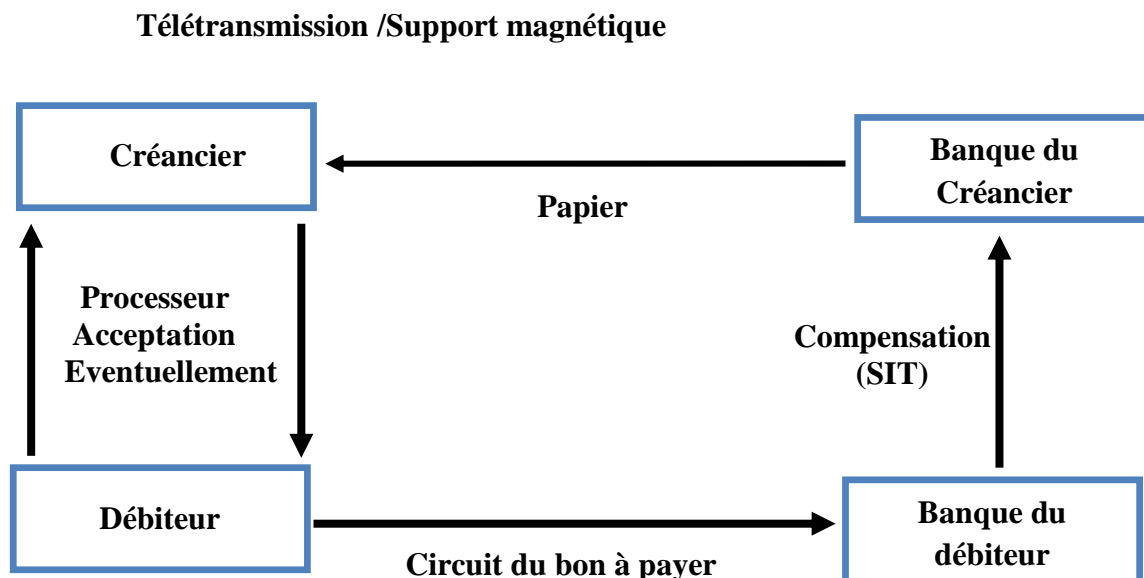 Télétransmission /Support magnétique
Créancier
Banque du
Créancier
Papier
Processeur
Acceptation
Eventuellement
Compensation
(SIT)
Débiteur
Banque du
débiteur
Circuit du bon à payer